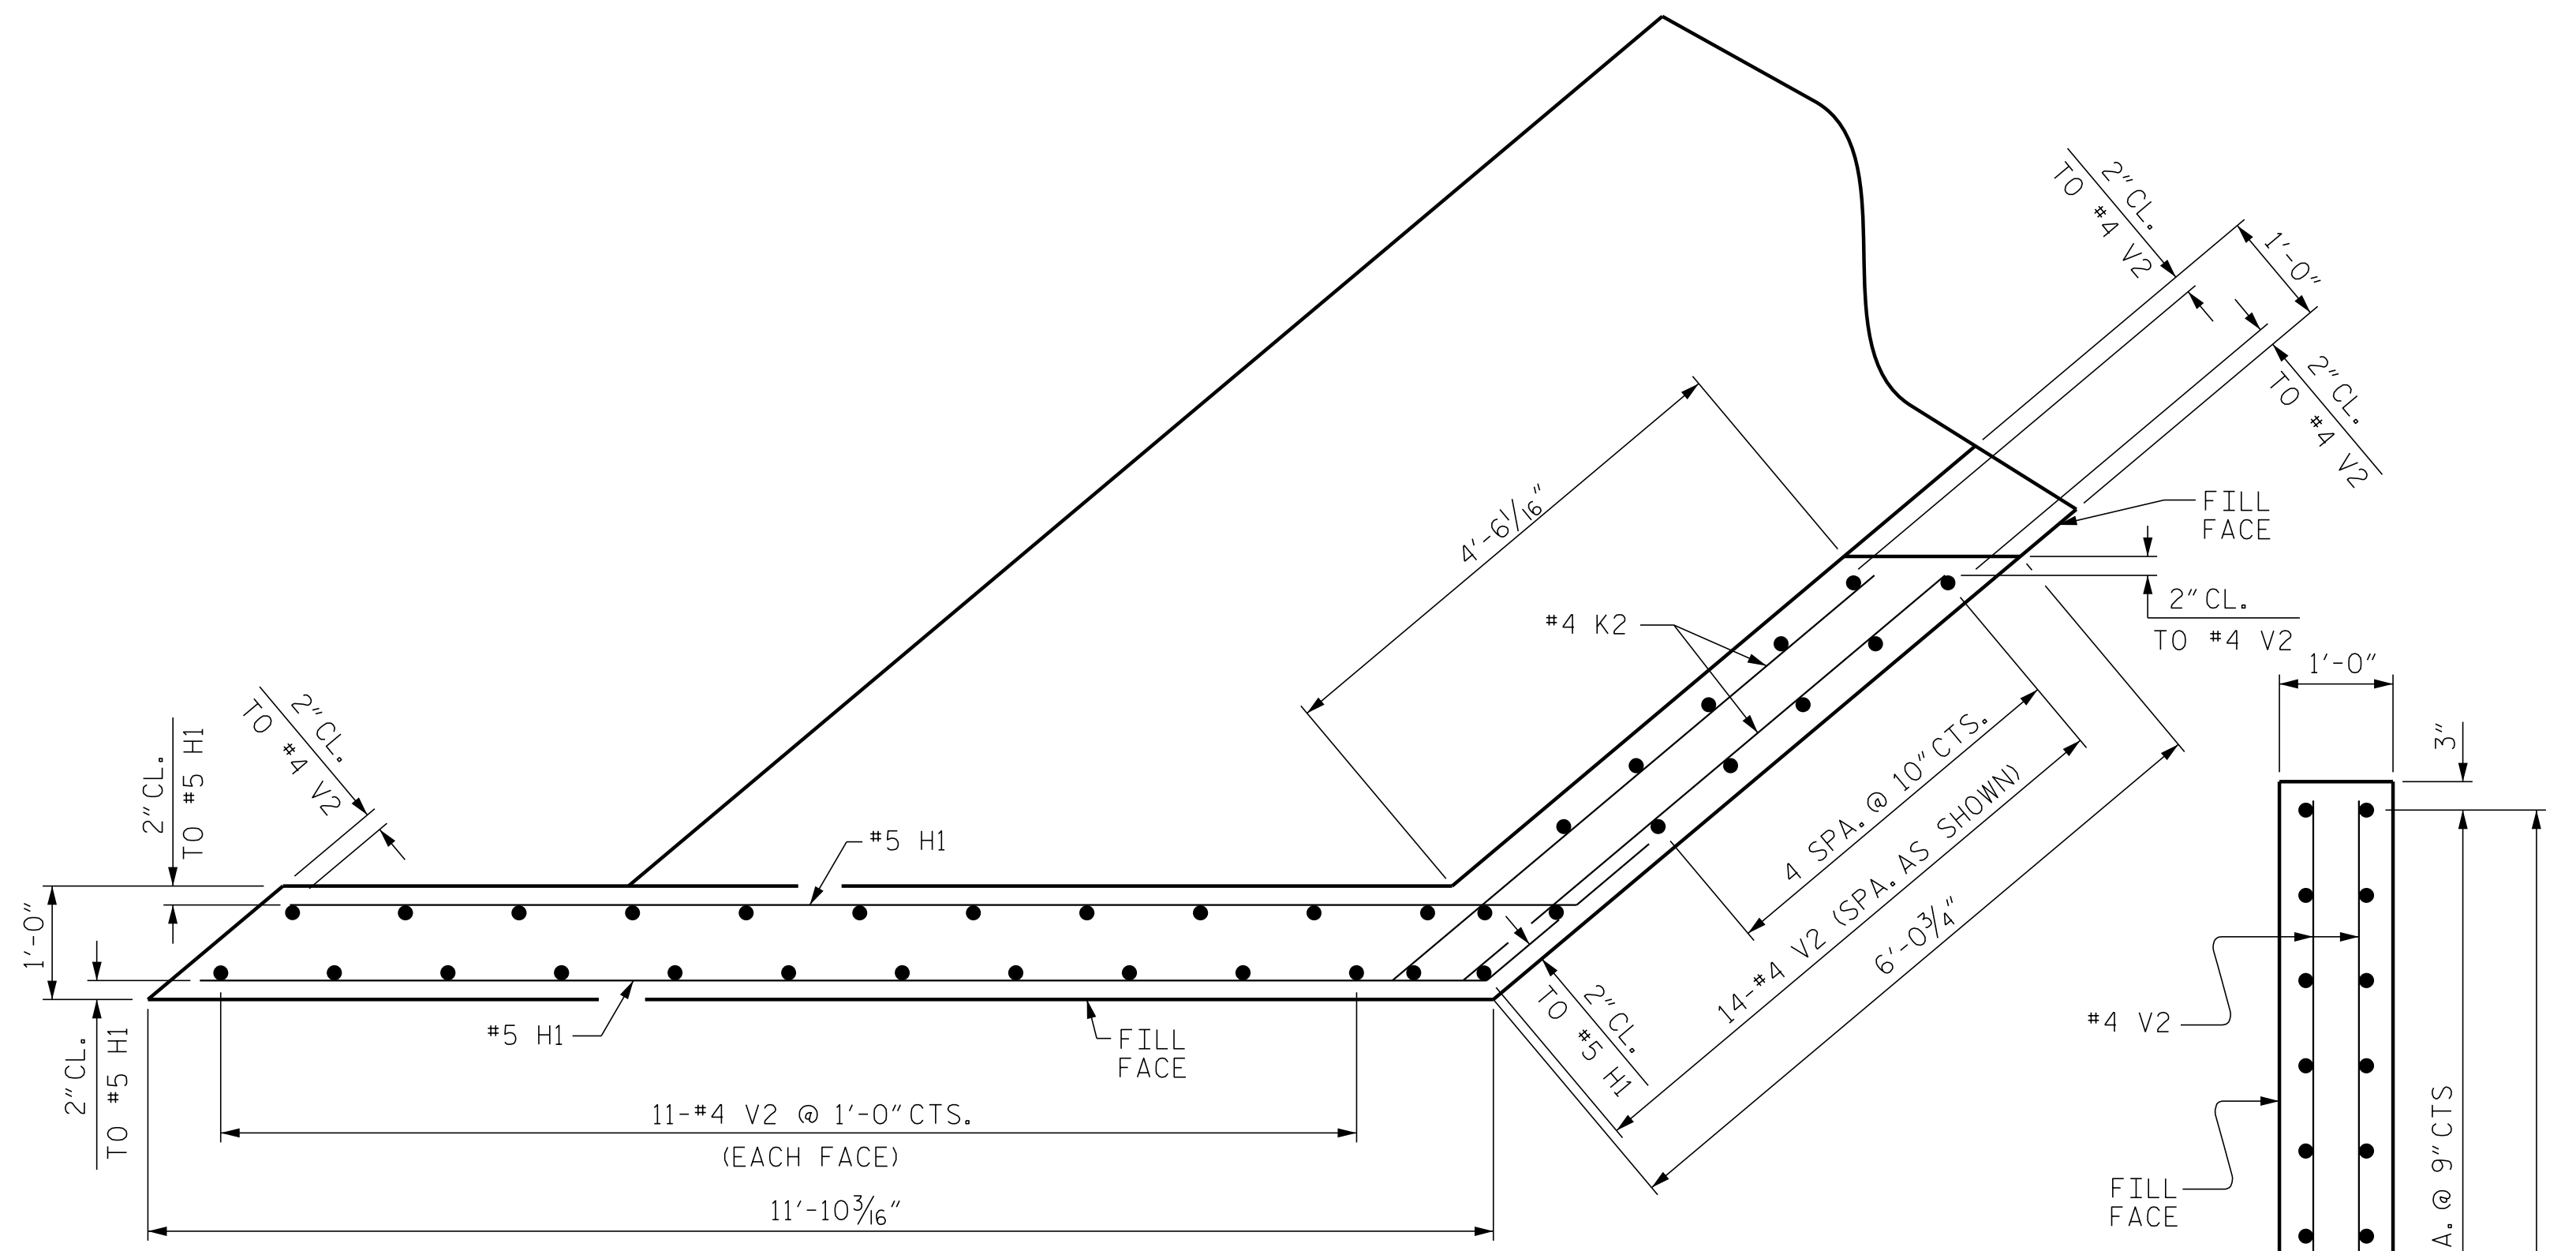 2" CL.
TO #4 V2
1'-0"
2" CL.
TO #4 V2
FILL
FACE
4'-6 1/16"
#4 K2
2" CL.
TO #4 V2
1'-0"
3"
2" CL.
TO #4 V2
2" CL.
TO #5 H1
#5 H1
4 SPA. @ 10" CTS.
14-#4 V2 (SPA. AS SHOWN)
6'-0 3/4"
1'-0"
2" CL.
TO #5 H1
#5 H1
FILL
FACE
2" CL.
TO #5 H1
#4 V2
11-#4 V2 @ 1'-0" CTS.
(EACH FACE)
11'-10 3/16"
FILL
FACE
A. @ 9" CTS